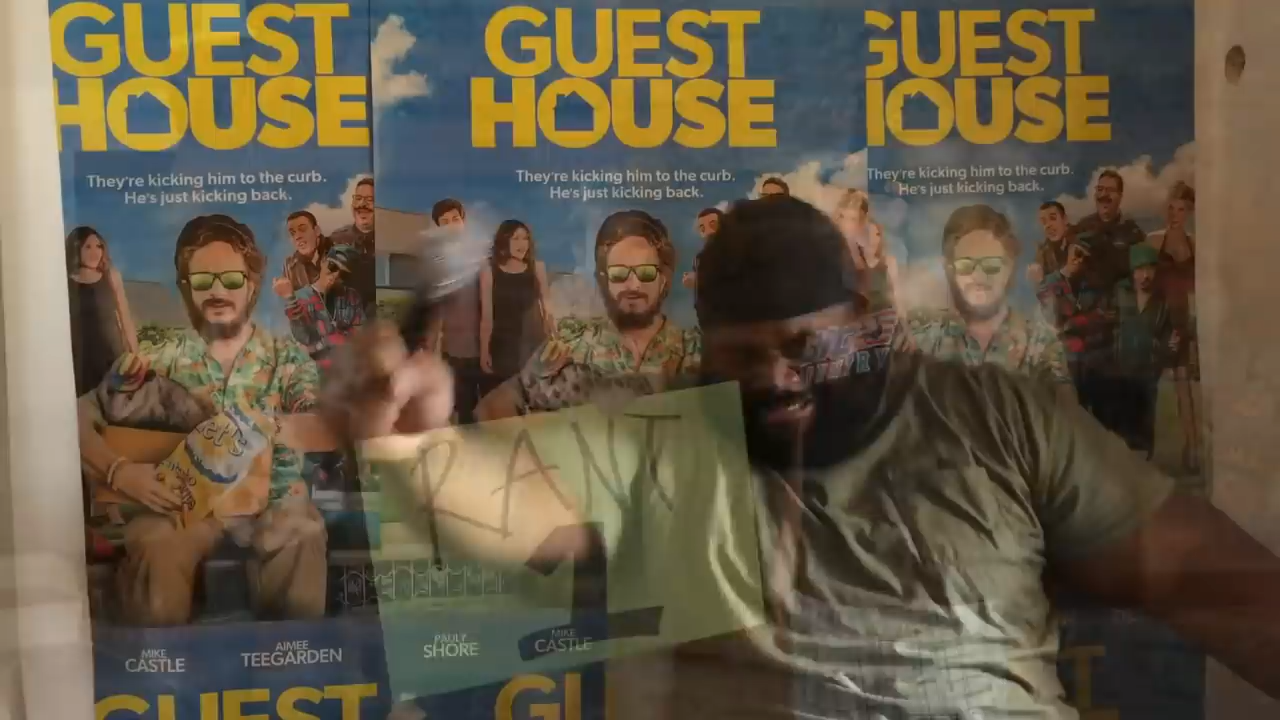 GUEST
HOUSE
They're kicking him to the curb.
He's just kicking back.
MIKE
CASTLE
AIMEE
TEEGARDEN
GUEST
GUEST
HOUSE
They're kicking him to the curb.
He's just kicking back.
RANT
PAULY
SHORE
MIKE
CASTLE
GU
GUEST
HOUSE
They're kicking him to the curb.
He's just kicking back.